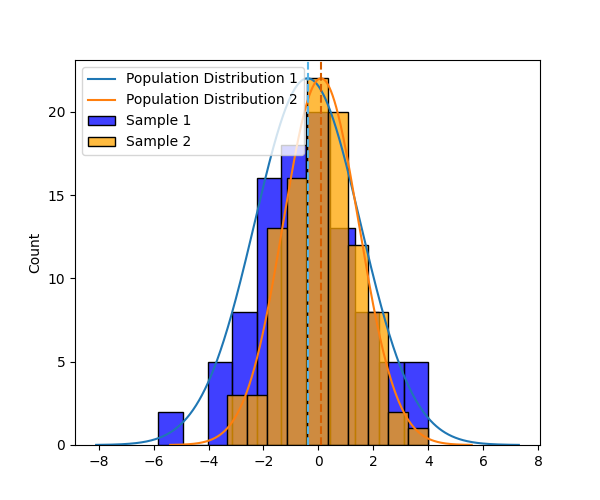 Population Distribution 1
Population Distribution 2
Sample 1
Sample 2
Count
20
15
10
5
0
−8 −6 −4 −2 0 2 4 6 8